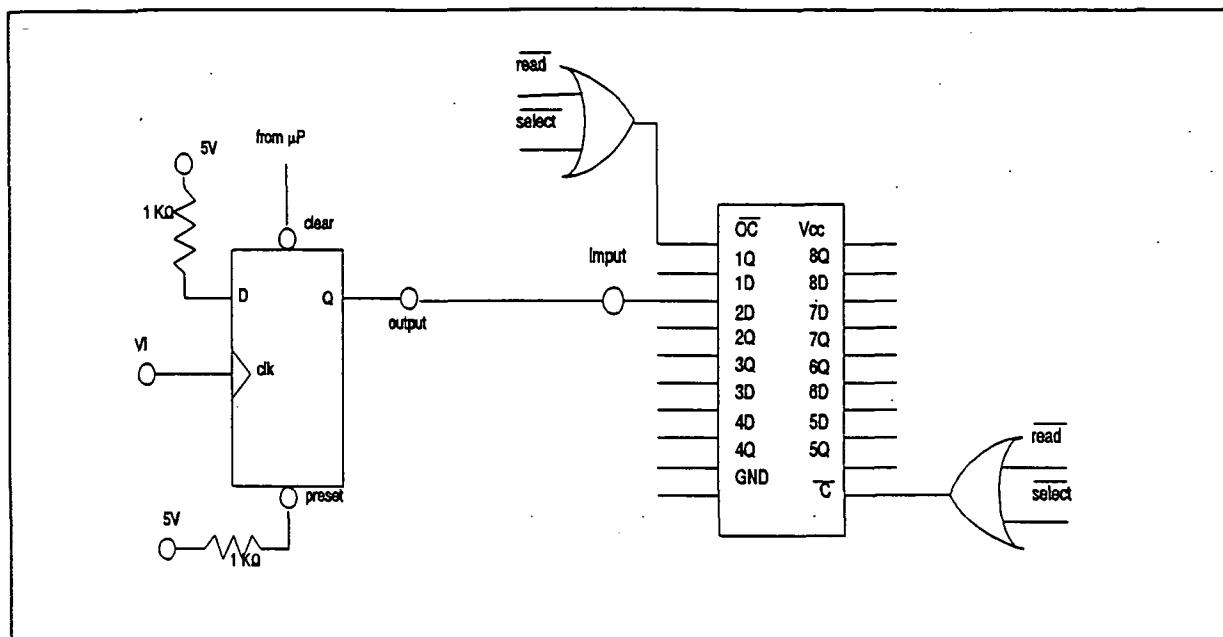 read
select
from μP
5V
1 KΩ
clear
D
Q
output
Imput
VI
clk
preset
5V
1 KΩ
OC
Vcc
1Q
8Q
1D
8D
2D
7D
2Q
7Q
3Q
6Q
3D
6D
4D
5D
4Q
5Q
GND
C
read
select